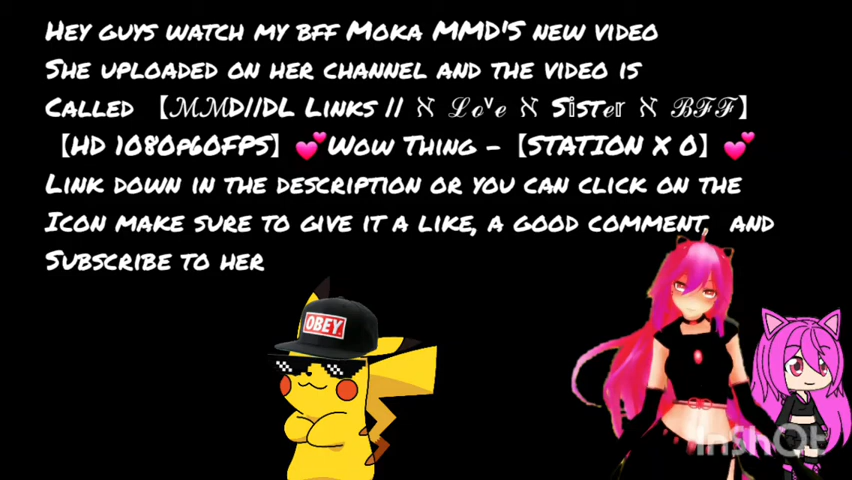 Hey guys watch my bff Moka MMD'S new video
She uploaded on her channel and the video is
Called 【ℳℳD//DL Links // ℵ ℒℴᵛℯ ℵ Sisteг ℵ ℬℱℱ】
【HD 1080p60FPS】💕Wow Thing -【STATION X 0】💕
Link down in the description or you can click on the
Icon make sure to give it a like, a good comment, and
Subscribe to her
OBEY
InShOt